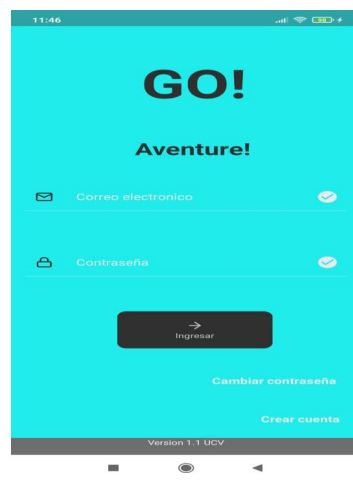 11:46
GO!
Aventure!
Correo electronico
Contraseña
Ingresar
Cambiar contraseña
Crear cuenta
Version 1.1 UCV